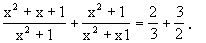 (x² + x + 1)/(x² + 1) + (x² + 1)/(x² + x1) = 2/3 + 3/2 .